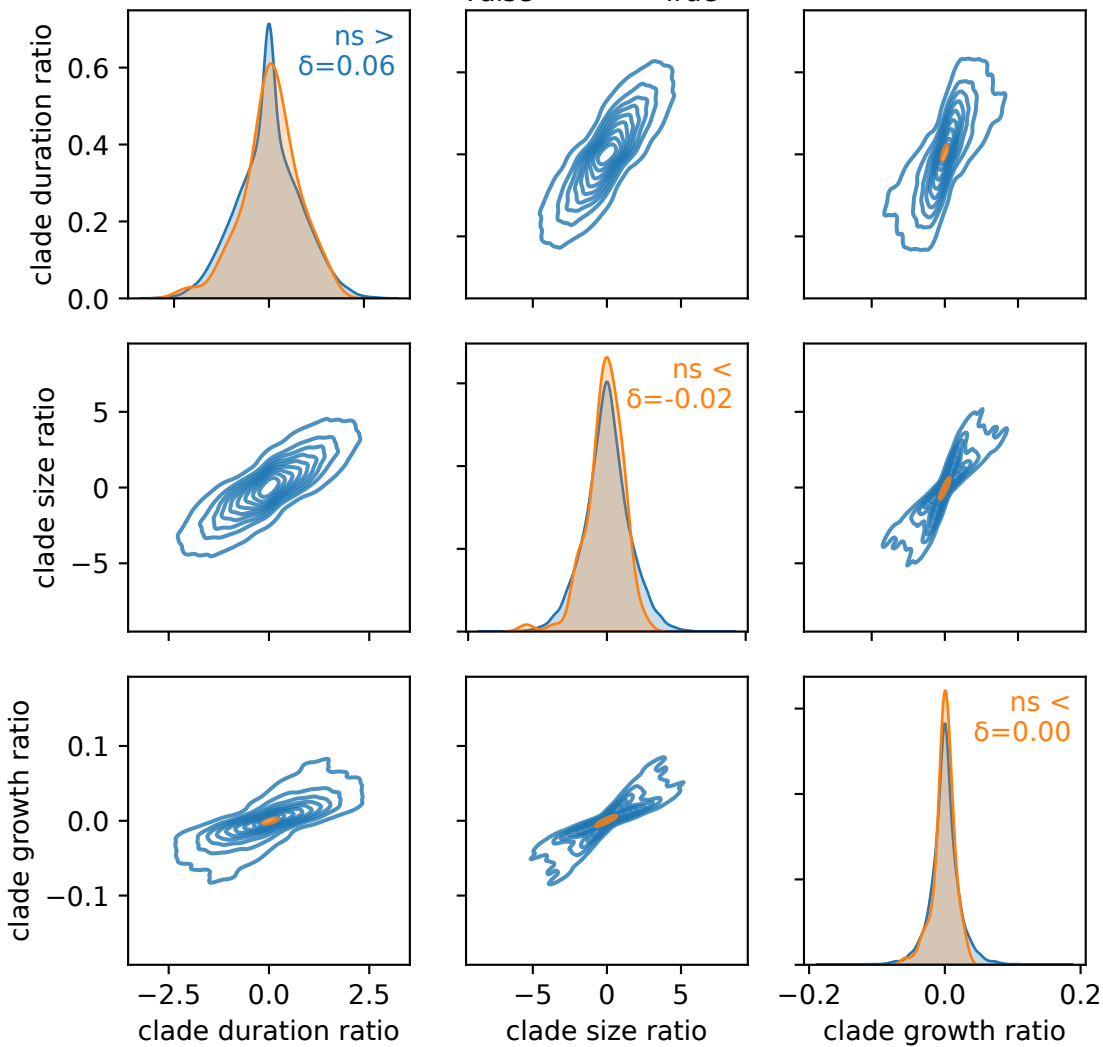 clade duration ratio
0.6
0.4
0.2
0.0
ns >
δ=0.06
clade size ratio
5
0
−5
ns <
δ=-0.02
clade growth ratio
0.1
0.0
−0.1
ns <
δ=0.00
−2.5 0.0 2.5
−5 0 5
−0.2 0.0 0.2
clade duration ratio
clade size ratio
clade growth ratio